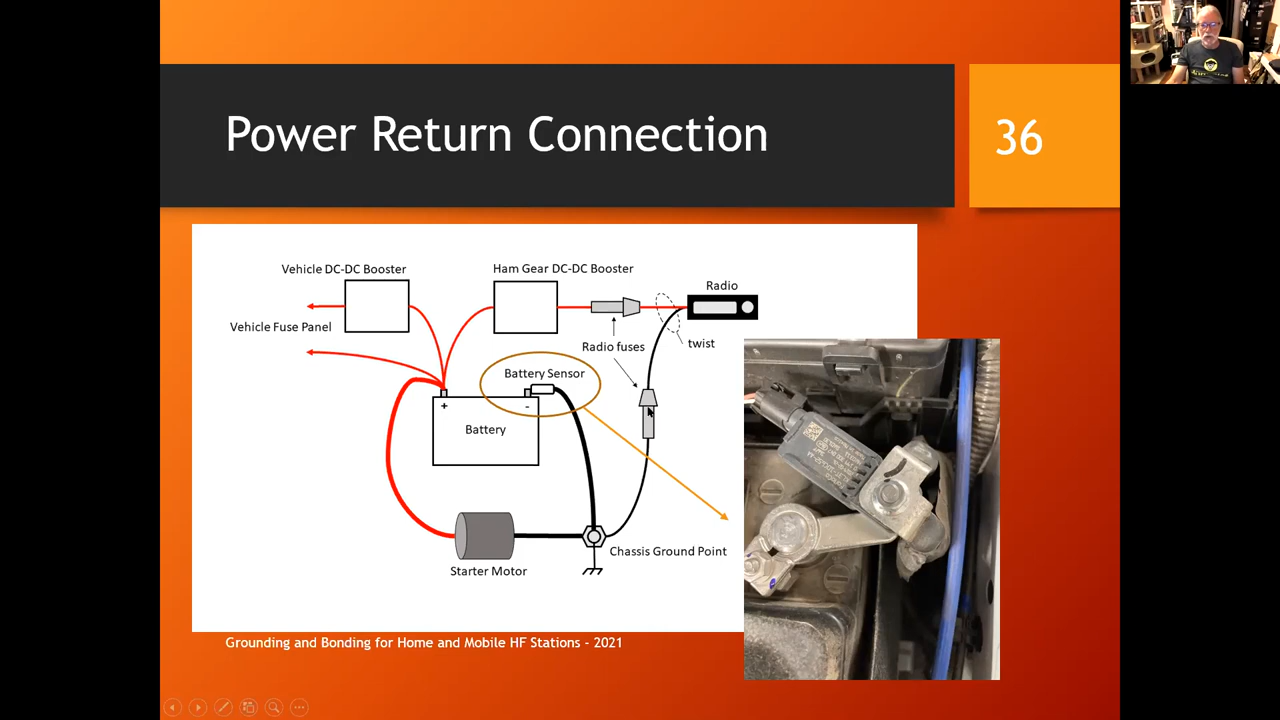 Power Return Connection
36
Vehicle DC-DC Booster
Ham Gear DC-DC Booster
Radio
Vehicle Fuse Panel
Radio fuses
twist
Battery Sensor
+
-
Battery
Chassis Ground Point
Starter Motor
Grounding and Bonding for Home and Mobile HF Stations - 2021